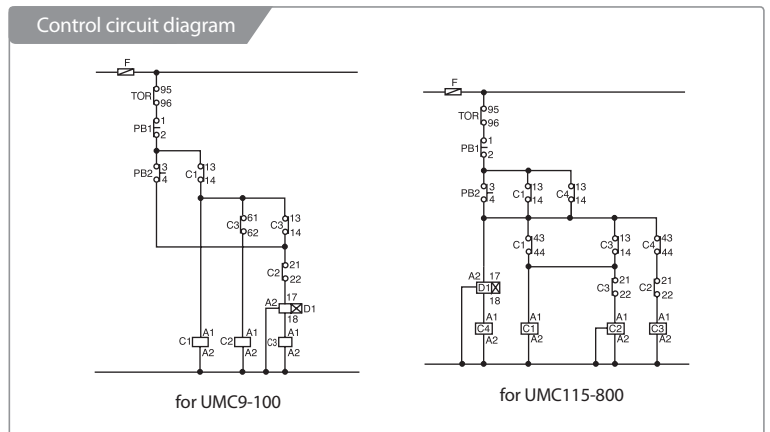 Control circuit diagram
F
TOR 95
96
PB1 1
2
PB2 3
4
C1 13
14
C3 61
62
C3 13
14
C2 21
22
A2 17
D1
18
C1 A1
A2
C2 A1
A2
C3 A1
A2
for UMC9-100
F
TOR 95
96
PB1 1
2
PB2 3
4
C1 13
14
C4 13
14
C1 43
44
C3 13
14
C4 43
44
A2 17
D1
18
C3 21
22
C2 21
22
C4 A1
A2
C1 A1
A2
C2 A1
A2
C3 A1
A2
for UMC115-800